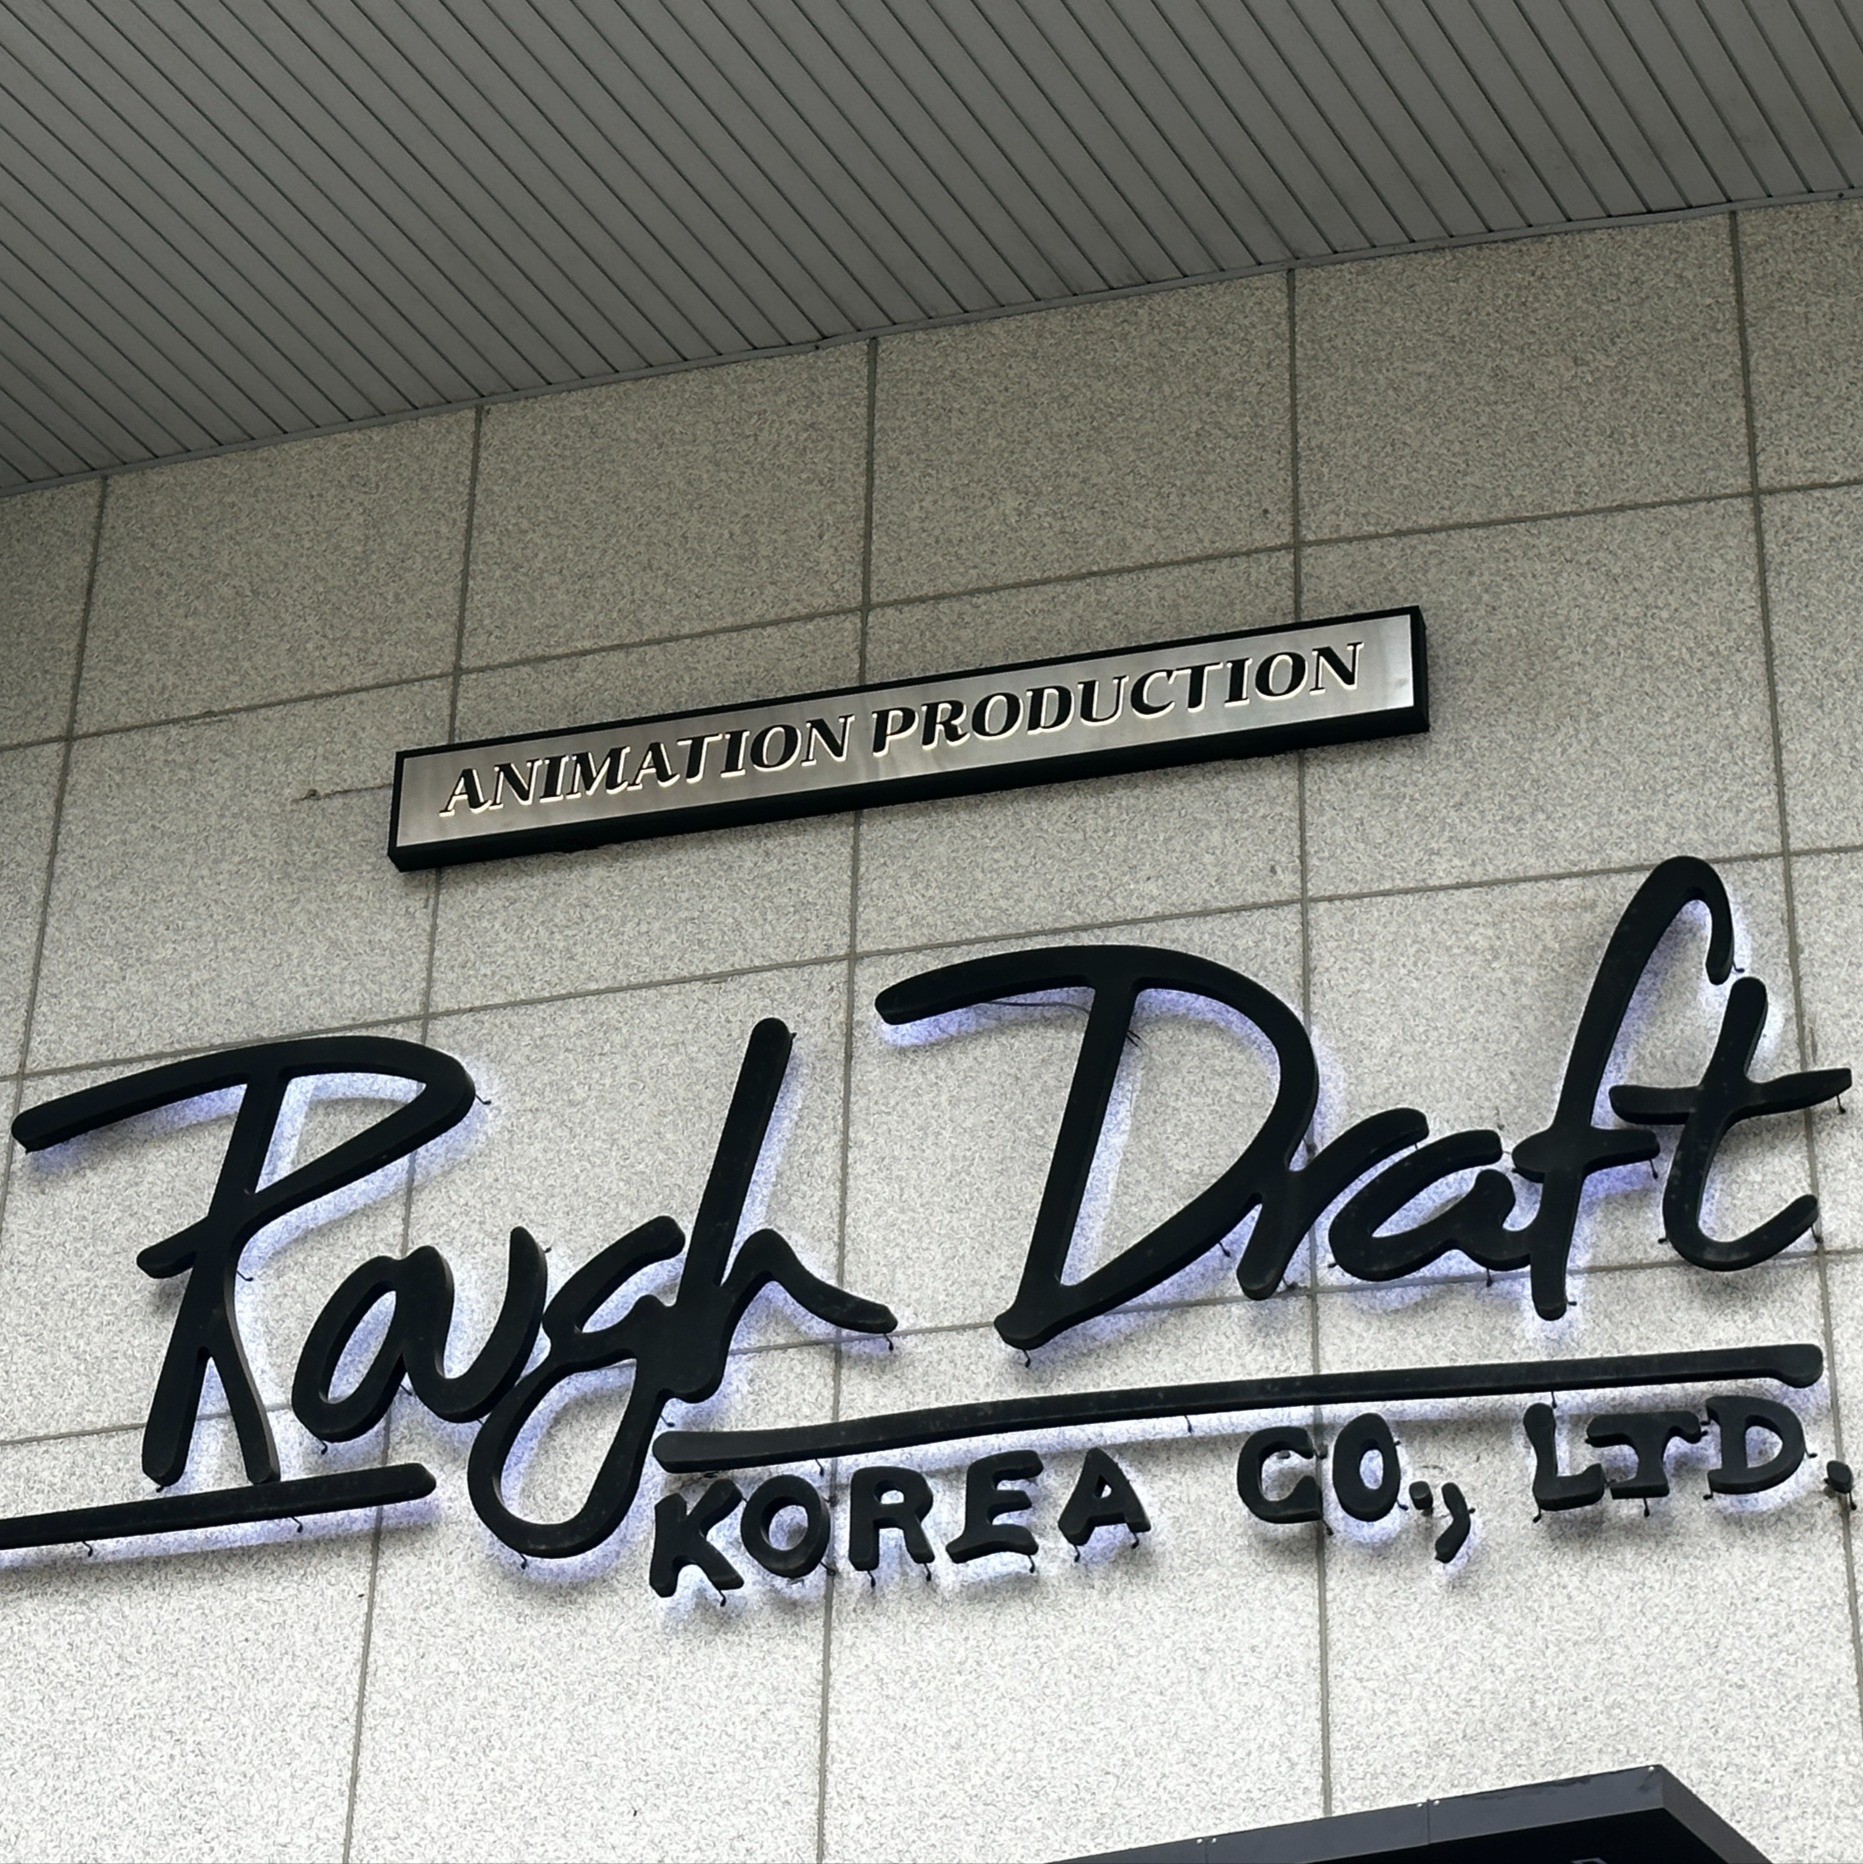 ANIMATION PRODUCTION
Rough Draft
KOREA CO., LTD.